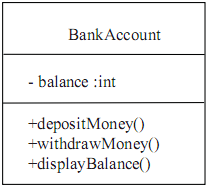 BankAccount
- balance :int
+depositMoney()
+withdrawMoney()
+displayBalance()